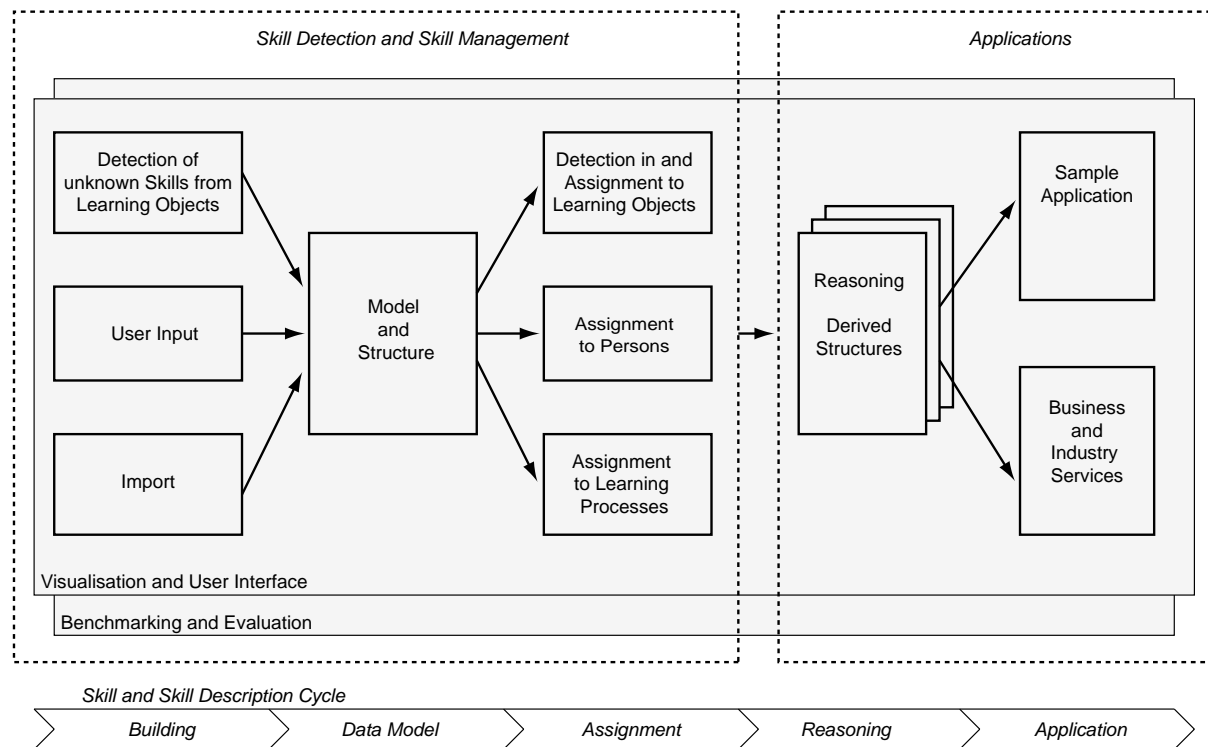 Skill Detection and Skill Management
Applications
Detection of
unknown Skills from
Learning Objects
User Input
Import
Model
and
Structure
Detection in and
Assignment to
Learning Objects
Assignment
to Persons
Assignment
to Learning
Processes
Reasoning
Derived
Structures
Sample
Application
Business
and
Industry
Services
Visualisation and User Interface
Benchmarking and Evaluation
Skill and Skill Description Cycle
Building
Data Model
Assignment
Reasoning
Application